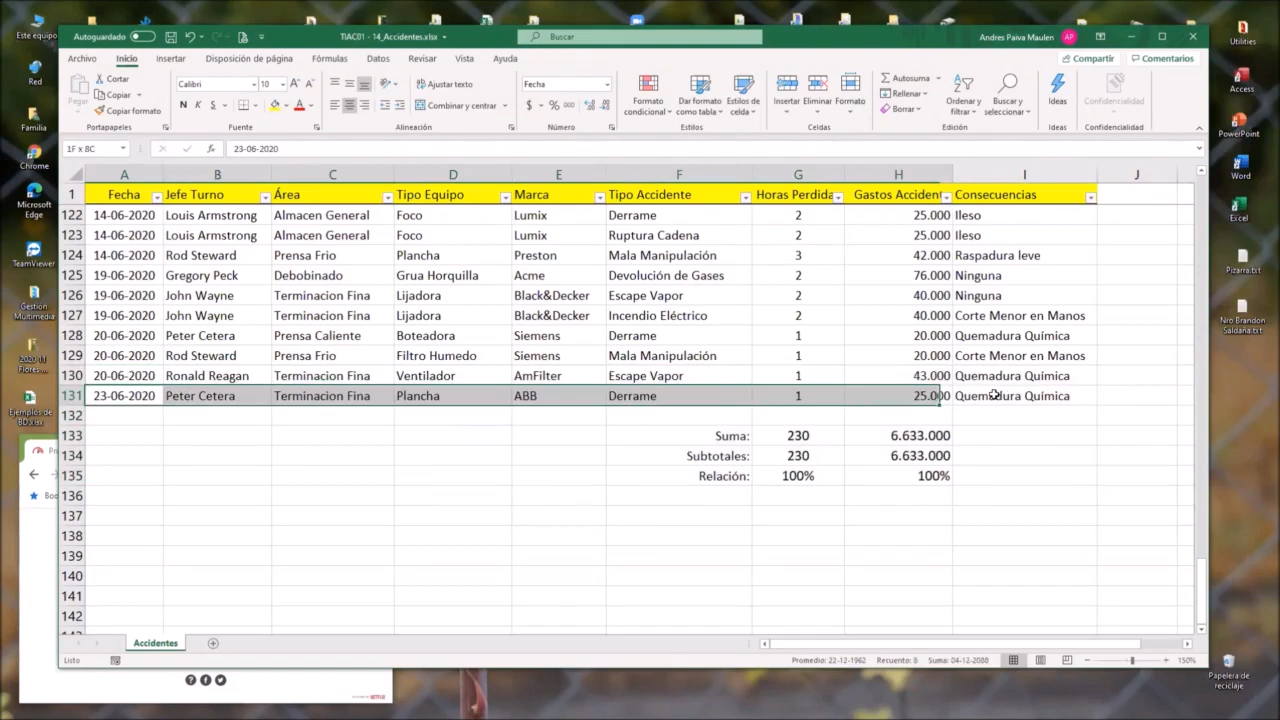 Este equipo
Red
Familia
Chrome
Microsoft
Edge
TeamViewer
Gestion
Multimedia
2020 11
Flores ...
Ejemplos de
BD.xlsx
Utilities
Access
PowerPoint
Word
Excel
Pizarra.txt
Nro Brandon
Saldaña.txt
Papelera de
reciclaje
Autoguardado
TIAC01 - 14_Accidentes.xlsx
Buscar
Andres Paiva Maulen AP
Archivo Inicio Insertar Disposición de página Fórmulas Datos Revisar Vista Ayuda Compartir Comentarios
Pegar
Cortar
Copiar
Copiar formato
Portapapeles
Calibri 10
N K S
Fuente
Ajustar texto
Combinar y centrar
Alineación
Fecha
$ % 000
Número
Formato
condicional
Dar formato
como tabla
Estilos de
celda
Estilos
Insertar Eliminar Formato
Celdas
Autosuma
Rellenar
Borrar
Ordenar y
filtrar
Buscar y
seleccionar
Edición
Ideas
Ideas
Confidencialidad
Confidencialidad
1F x 8C fx 23-06-2020
A B C D E F G H I J
1 Fecha Jefe Turno Área Tipo Equipo Marca Tipo Accidente Horas Perdida Gastos Accident Consecuencias
122 14-06-2020 Louis Armstrong Almacen General Foco Lumix Derrame 2 25.000 Ileso
123 14-06-2020 Louis Armstrong Almacen General Foco Lumix Ruptura Cadena 2 25.000 Ileso
124 14-06-2020 Rod Steward Prensa Frio Plancha Preston Mala Manipulación 3 42.000 Raspadura leve
125 19-06-2020 Gregory Peck Debobinado Grua Horquilla Acme Devolución de Gases 2 76.000 Ninguna
126 19-06-2020 John Wayne Terminacion Fina Lijadora Black&Decker Escape Vapor 2 40.000 Ninguna
127 19-06-2020 John Wayne Terminacion Fina Lijadora Black&Decker Incendio Eléctrico 2 40.000 Corte Menor en Manos
128 20-06-2020 Peter Cetera Prensa Caliente Boteadora Siemens Derrame 1 20.000 Quemadura Química
129 20-06-2020 Rod Steward Prensa Frio Filtro Humedo Siemens Mala Manipulación 1 20.000 Corte Menor en Manos
130 20-06-2020 Ronald Reagan Terminacion Fina Ventilador AmFilter Escape Vapor 1 43.000 Quemadura Química
131 23-06-2020 Peter Cetera Terminacion Fina Plancha ABB Derrame 1 25.000 Quemadura Química
132
133 Suma: 230 6.633.000
134 Subtotales: 230 6.633.000
135 Relación: 100% 100%
136
137
138
139
140
141
142
Accidentes
Listo
Promedio: 22-12-1962 Recuento: 8 Suma: 04-12-2080
150%
NETFLIX